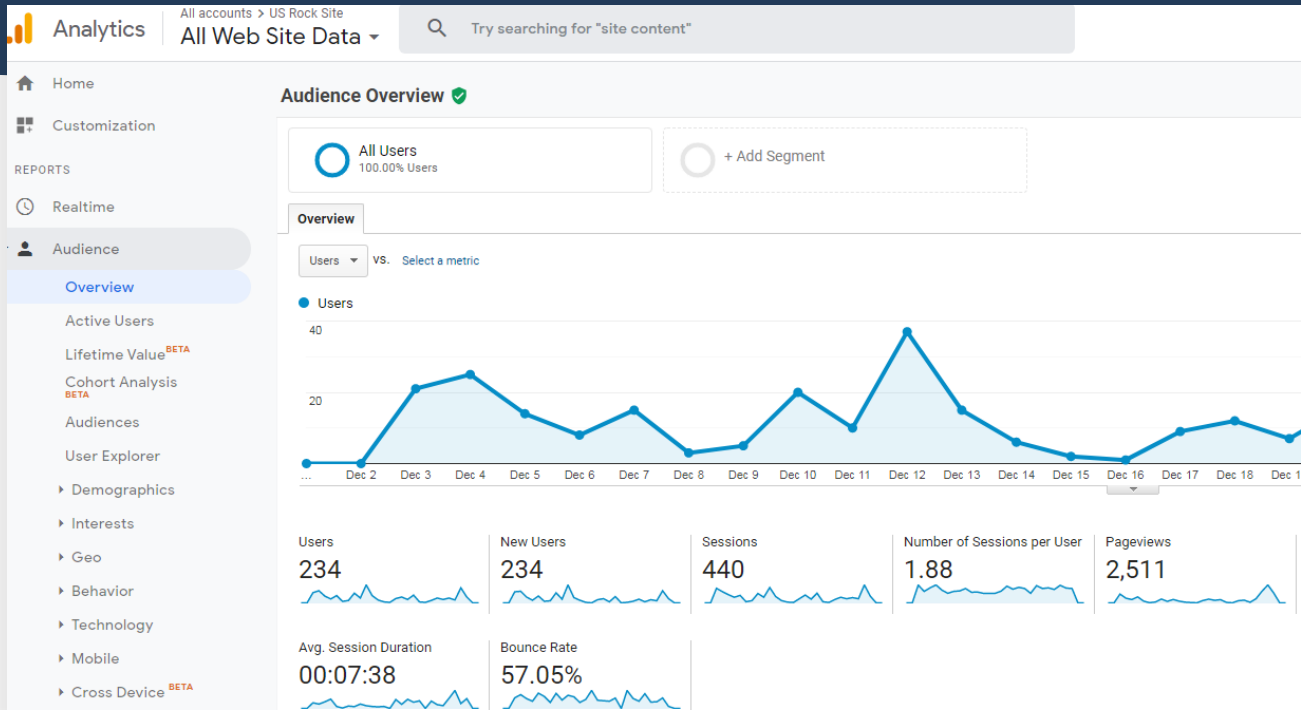 Analytics
All accounts > US Rock Site
All Web Site Data
Try searching for "site content"
Home
Customization
REPORTS
Realtime
Audience
Overview
Active Users
Lifetime Value BETA
Cohort Analysis
BETA
Audiences
User Explorer
Demographics
Interests
Geo
Behavior
Technology
Mobile
Cross Device BETA
Audience Overview
All Users
100.00% Users
+ Add Segment
Overview
Users VS. Select a metric
Users
40
20
... Dec 2 Dec 3 Dec 4 Dec 5 Dec 6 Dec 7 Dec 8 Dec 9 Dec 10 Dec 11 Dec 12 Dec 13 Dec 14 Dec 15 Dec 16 Dec 17 Dec 18 Dec 1
Users New Users Sessions Number of Sessions per User Pageviews
234 234 440 1.88 2,511
Avg. Session Duration Bounce Rate
00:07:38 57.05%